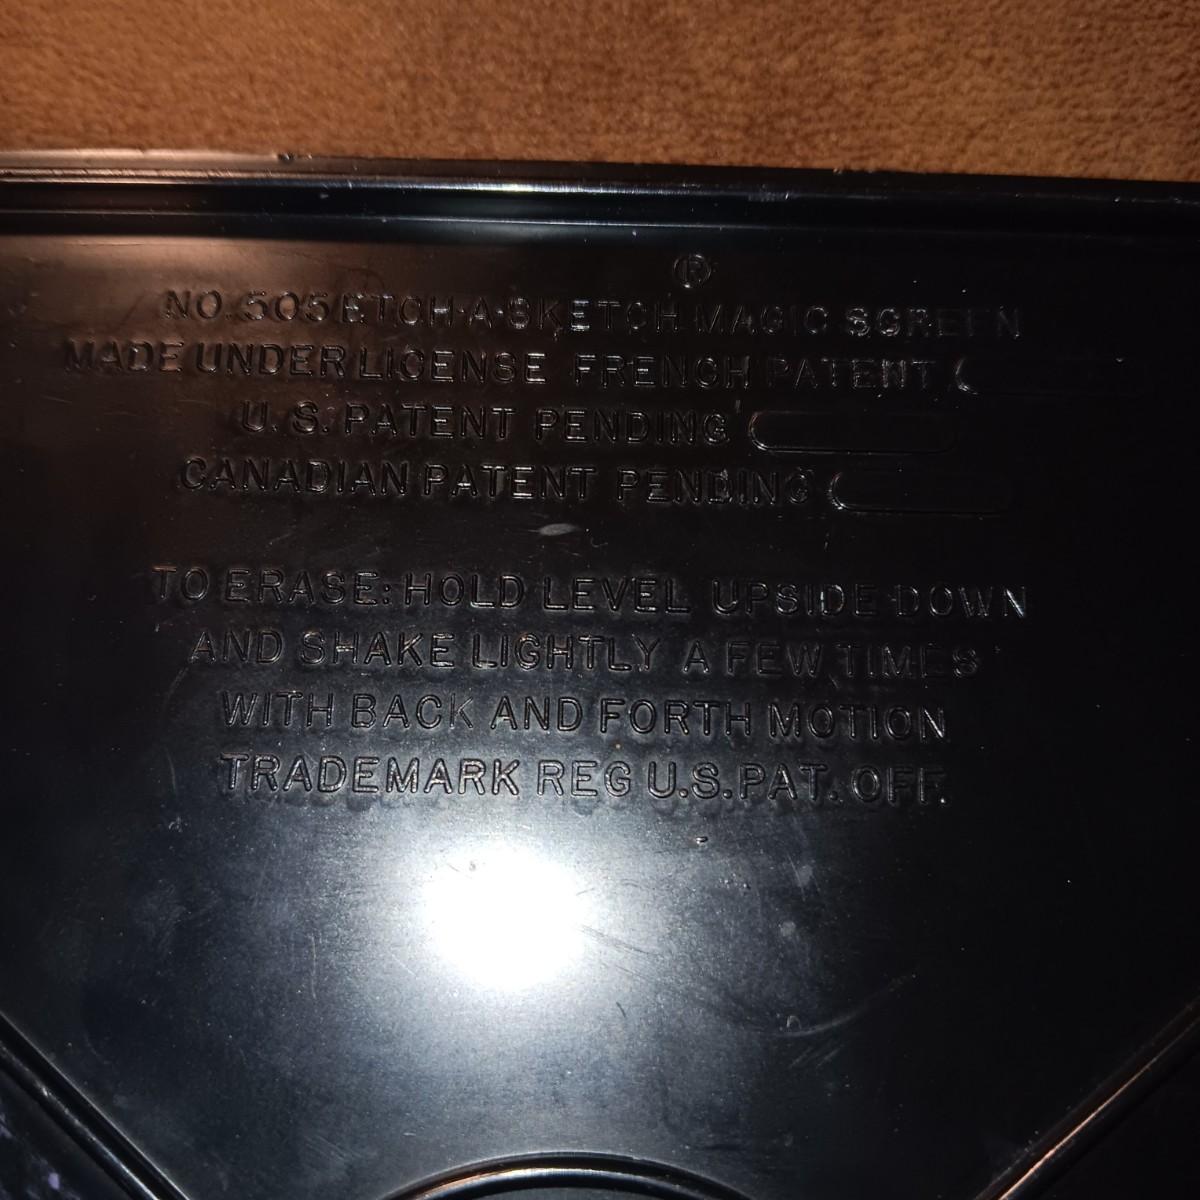 ®
NO. 505 ETCH·A·SKETCH MAGIC SCREEN
MADE UNDER LICENSE FRENCH PATENT
U. S. PATENT PENDING
CANADIAN PATENT PENDING
TO ERASE: HOLD LEVEL UPSIDE DOWN
AND SHAKE LIGHTLY A FEW TIMES
WITH BACK AND FORTH MOTION
TRADEMARK REG U.S. PAT. OFF.